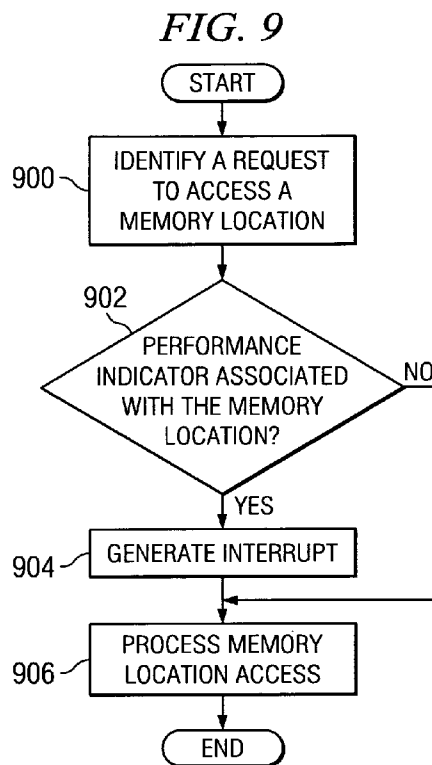 FIG. 9
START
900
IDENTIFY A REQUEST
TO ACCESS A
MEMORY LOCATION
902
PERFORMANCE
INDICATOR ASSOCIATED
WITH THE MEMORY
LOCATION?
NO
YES
904
GENERATE INTERRUPT
906
PROCESS MEMORY
LOCATION ACCESS
END